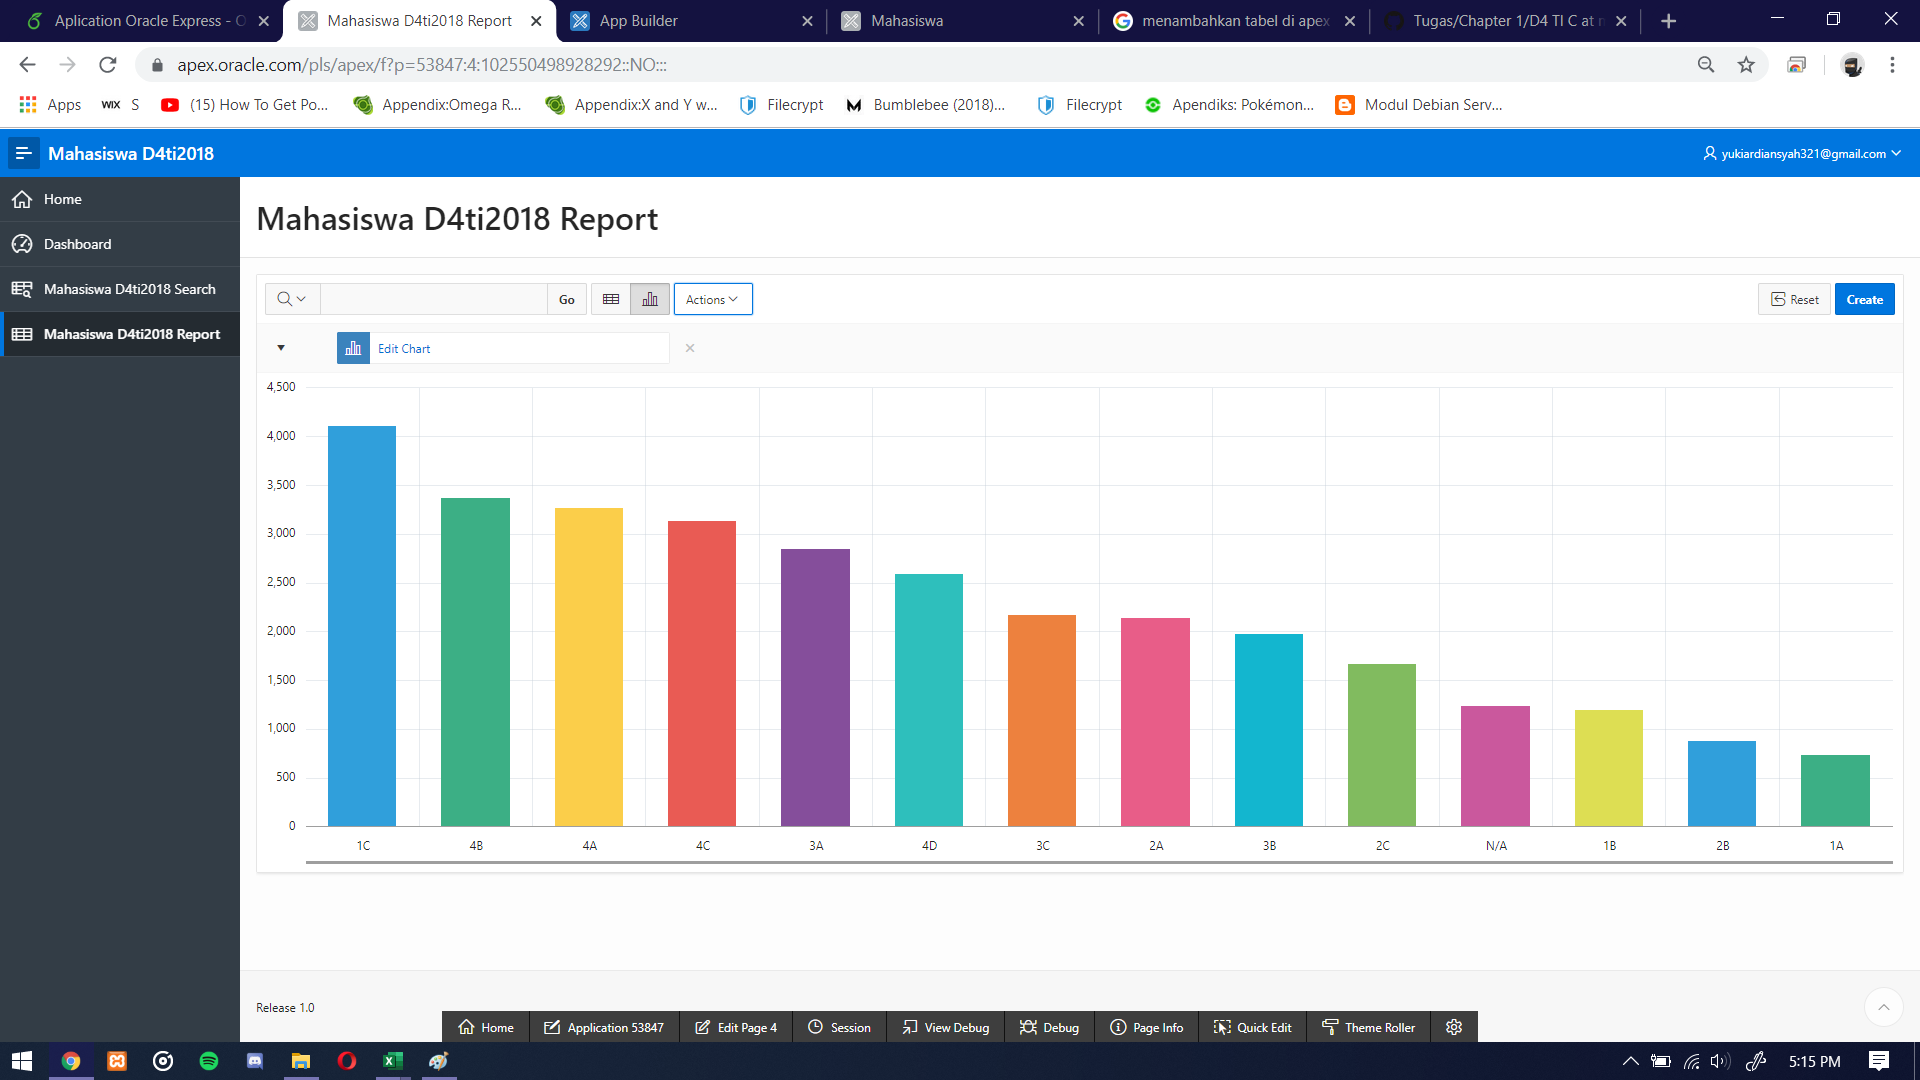 Aplication Oracle Express - O
Mahasiswa D4ti2018 Report
App Builder
Mahasiswa
menambahkan tabel di apex
Tugas/Chapter 1/D4 TI C at m
apex.oracle.com/pls/apex/f?p=53847:4:102550498928292::NO:::
Apps
WIX S
(15) How To Get Po...
Appendix:Omega R...
Appendix:X and Y w...
Filecrypt
Bumblebee (2018)...
Filecrypt
Apendiks: Pokémon...
Modul Debian Serv...
Mahasiswa D4ti2018
yukiardiansyah321@gmail.com
Home
Dashboard
Mahasiswa D4ti2018 Search
Mahasiswa D4ti2018 Report
Mahasiswa D4ti2018 Report
Go
Actions
Reset
Create
Edit Chart
4,500
4,000
3,500
3,000
2,500
2,000
1,500
1,000
500
0
1C 4B 4A 4C 3A 4D 3C 2A 3B 2C N/A 1B 2B 1A
Release 1.0
Home
Application 53847
Edit Page 4
Session
View Debug
Debug
Page Info
Quick Edit
Theme Roller
5:15 PM